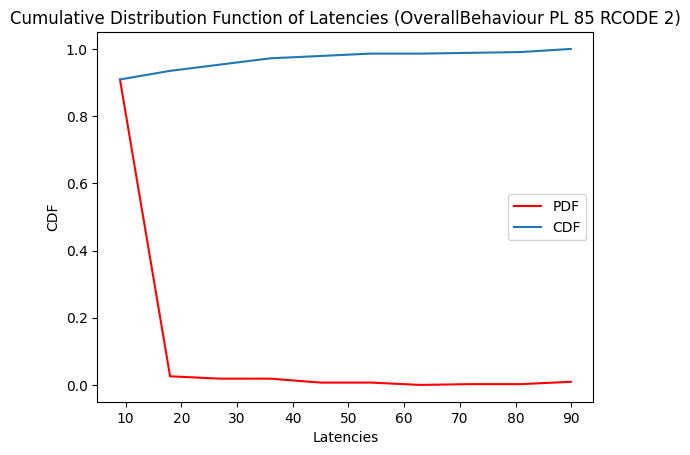 Cumulative Distribution Function of Latencies (OverallBehaviour PL 85 RCODE 2)
1.0
0.8
0.6
0.4
0.2
0.0
CDF
PDF
CDF
10 20 30 40 50 60 70 80 90
Latencies